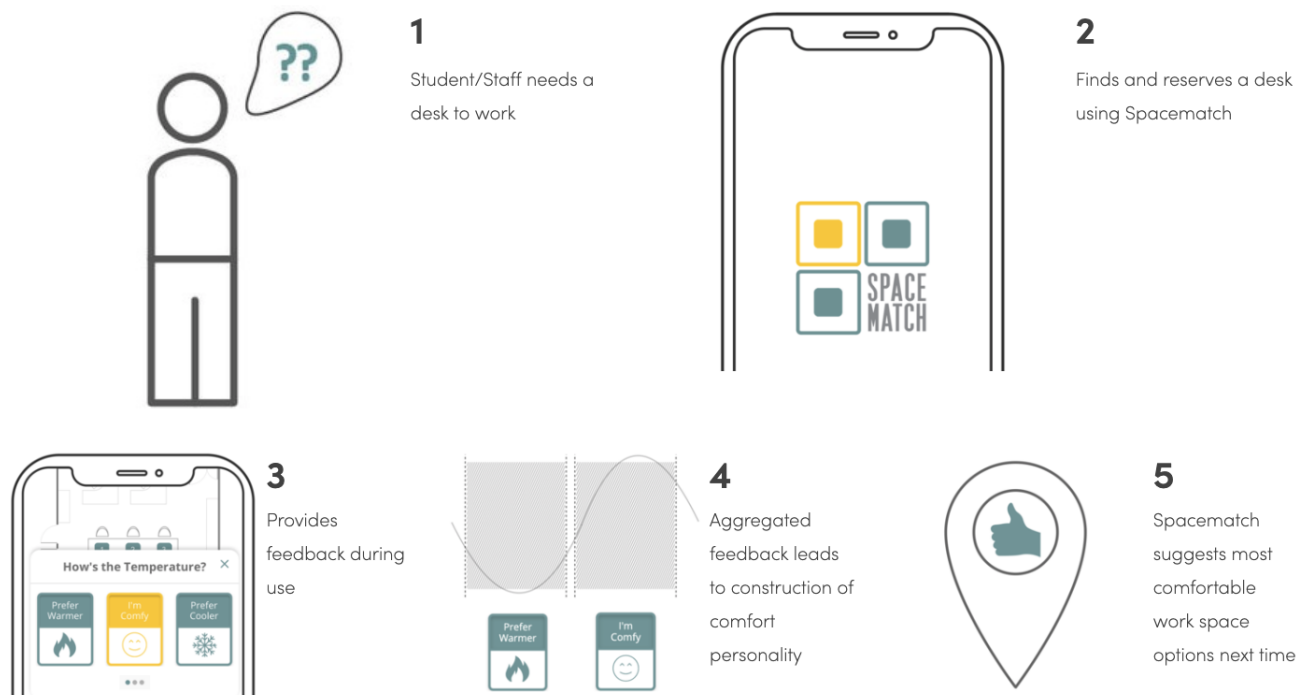 ??
1
Student/Staff needs a
desk to work
SPACE
MATCH
2
Finds and reserves a desk
using Spacematch
How's the Temperature?
Prefer
Warmer
I'm
Comfy
Prefer
Cooler
3
Provides
feedback during
use
Prefer
Warmer
I'm
Comfy
4
Aggregated
feedback leads
to construction of
comfort
personality
5
Spacematch
suggests most
comfortable
work space
options next time